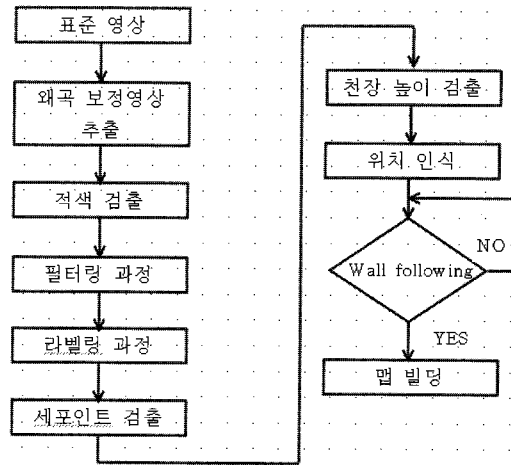 표준 영상
왜곡 보정영상
추출
적색 검출
필터링 과정
라벨링 과정
세포인트 검출
천장 높이 검출
위치 인식
Wall following
NO
YES
맵 빌딩